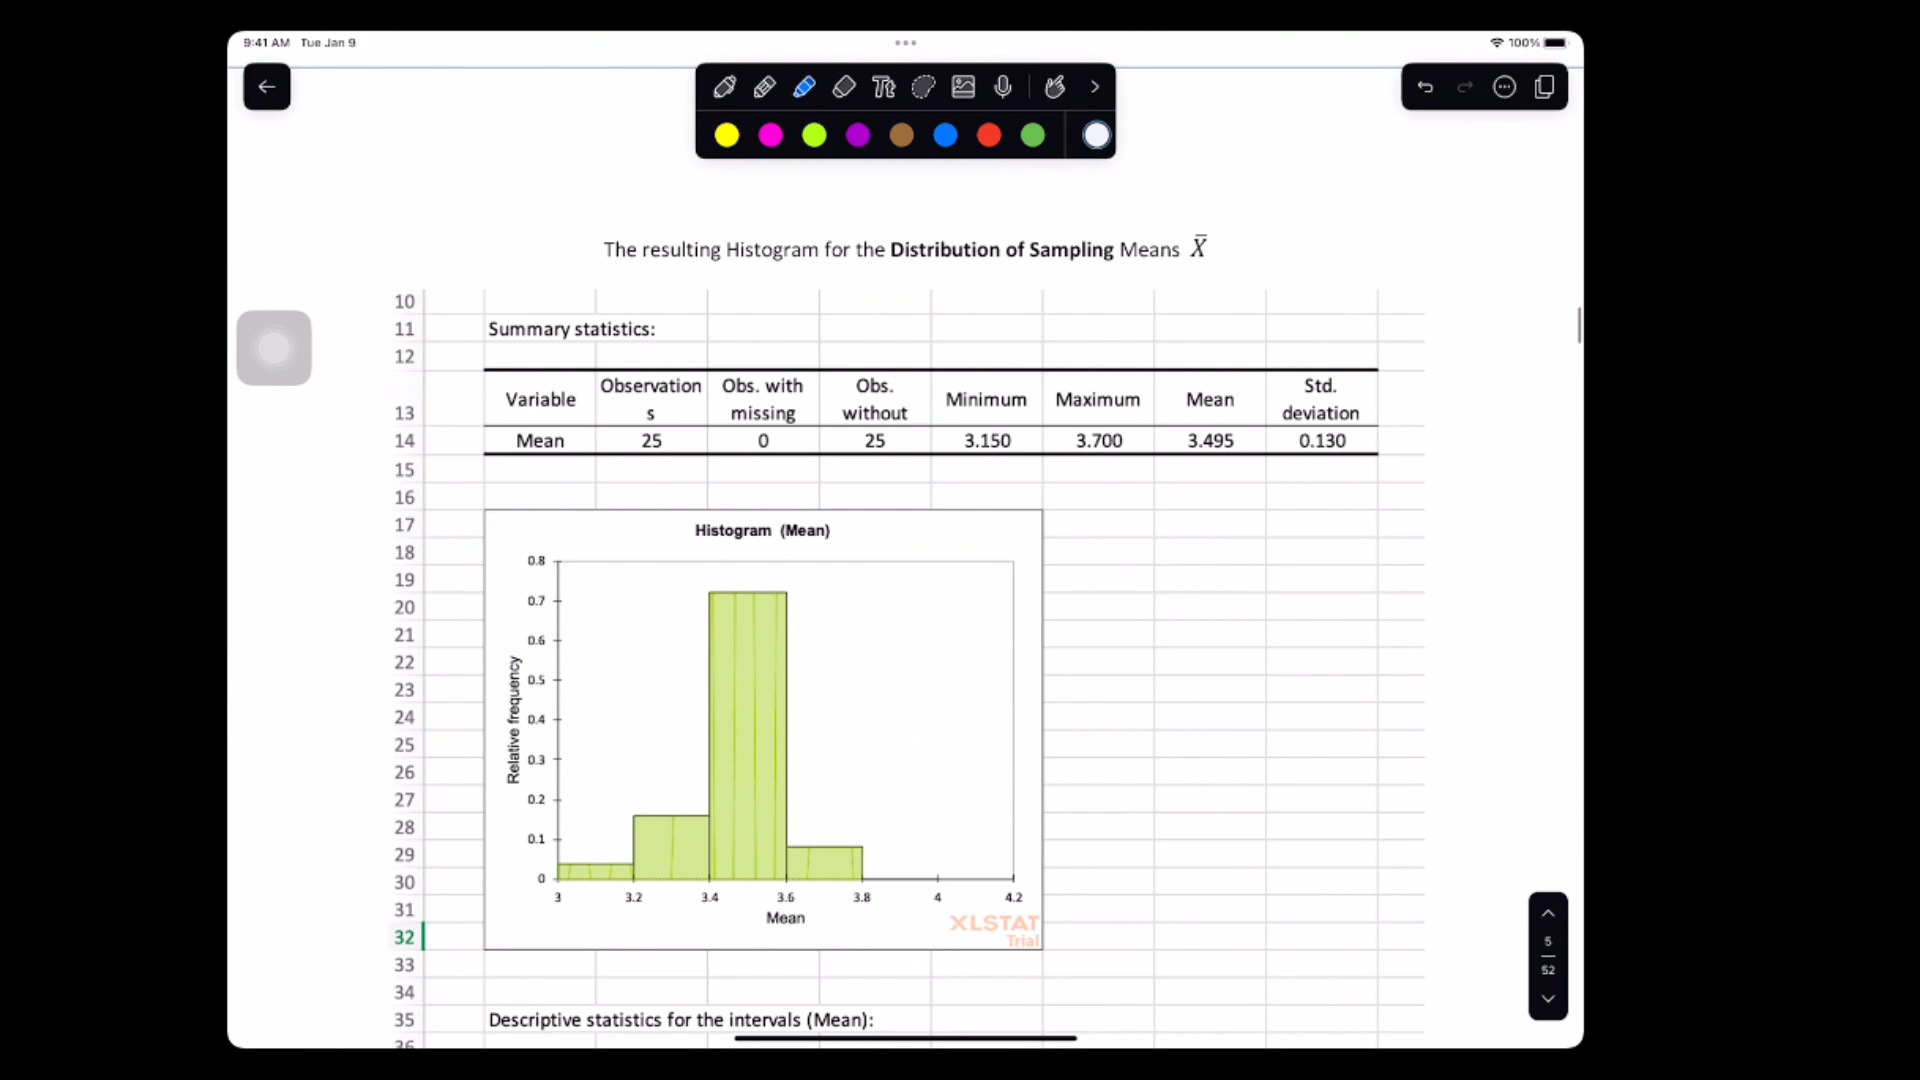 9:41 AM Tue Jan 9
100%
Tt
The resulting Histogram for the Distribution of Sampling Means X̅
10
11 Summary statistics:
12
13 Variable Observations Obs. with missing Obs. without Minimum Maximum Mean Std. deviation
14 Mean 25 0 25 3.150 3.700 3.495 0.130
15
16
17
18
19
20
21
22
23
24
25
26
27
28
29
30
31
32
33
34
35 Descriptive statistics for the intervals (Mean):
36
Histogram (Mean)
Relative frequency
0.8
0.7
0.6
0.5
0.4
0.3
0.2
0.1
0
3 3.2 3.4 3.6 3.8 4 4.2
Mean
XLSTAT
Trial
5
52